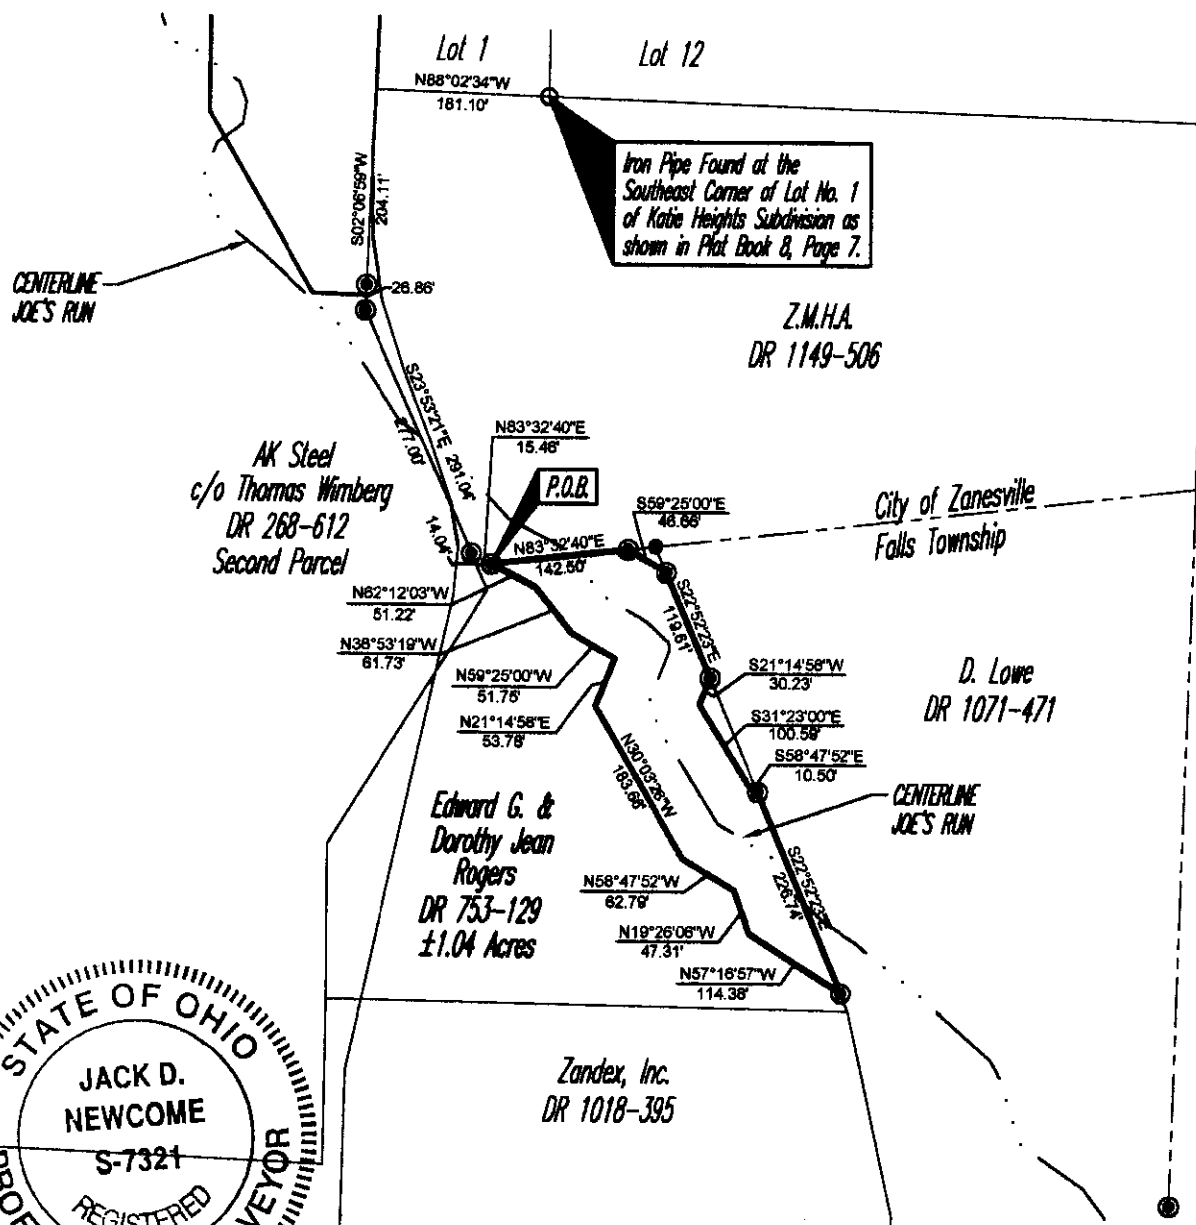 Lot 1
Lot 12
N88°02'34"W
181.10'
Iron Pipe Found at the
Southeast Corner of Lot No. 1
of Katie Heights Subdivision as
shown in Plat Book 8, Page 7.
S02°06'59"W
204.11'
CENTERLINE
JOE'S RUN
26.86'
Z.M.H.A.
DR 1149-506
S23°53'21"E 291.04'
277.00'
N83°32'40"E
15.46'
AK Steel
c/o Thomas Wimberg
DR 268-612
Second Parcel
P.O.B.
14.04'
N83°32'40"E
142.50'
S59°25'00"E
46.66'
City of Zanesville
Falls Township
N62°12'03"W
51.22'
N38°53'19"W
61.73'
S22°52'23"E
119.61'
N59°25'00"W
51.75'
N21°14'58"E
53.78'
S21°14'58"W
30.23'
S31°23'00"E
100.59'
S58°47'52"E
10.50'
D. Lowe
DR 1071-471
N30°03'26"W
183.66'
Edward G. &
Dorothy Jean
Rogers
DR 753-129
±1.04 Acres
CENTERLINE
JOE'S RUN
S22°52'23"E
226.74'
N58°47'52"W
62.79'
N19°26'06"W
47.31'
N57°16'57"W
114.38'
Zandex, Inc.
DR 1018-395
STATE OF OHIO
JACK D.
NEWCOME
S-7321
REGISTERED